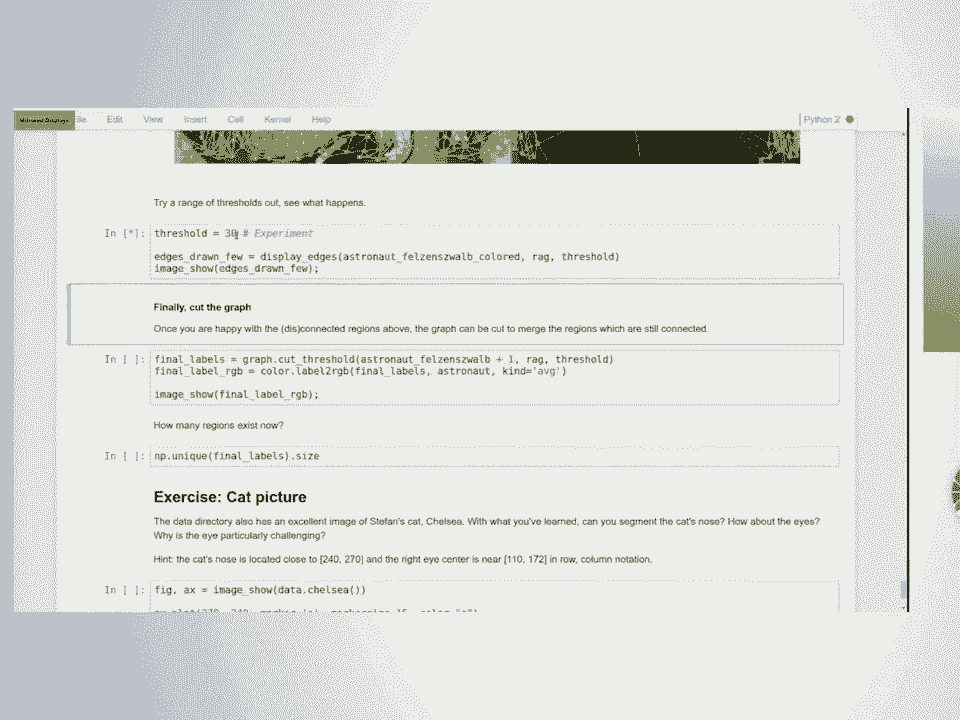 Mirrored Displays
ile Edit View Insert Cell Kernel Help Python 2
Try a range of thresholds out, see what happens.
In [*]: threshold = 30 # Experiment
edges_drawn_few = display_edges(astronaut_felzenszwalb_colored, rag, threshold)
image_show(edges_drawn_few);
Finally, cut the graph
Once you are happy with the (dis)connected regions above, the graph can be cut to merge the regions which are still connected.
In [ ]: final_labels = graph.cut_threshold(astronaut_felzenszwalb + 1, rag, threshold)
final_label_rgb = color.label2rgb(final_labels, astronaut, kind='avg')
image_show(final_label_rgb);
How many regions exist now?
In [ ]: np.unique(final_labels).size
Exercise: Cat picture
The data directory also has an excellent image of Stefan's cat, Chelsea. With what you've learned, can you segment the cat's nose? How about the eyes?
Why is the eye particularly challenging?
Hint: the cat's nose is located close to [240, 270] and the right eye center is near [110, 172] in row, column notation.
In [ ]: fig, ax = image_show(data.chelsea())